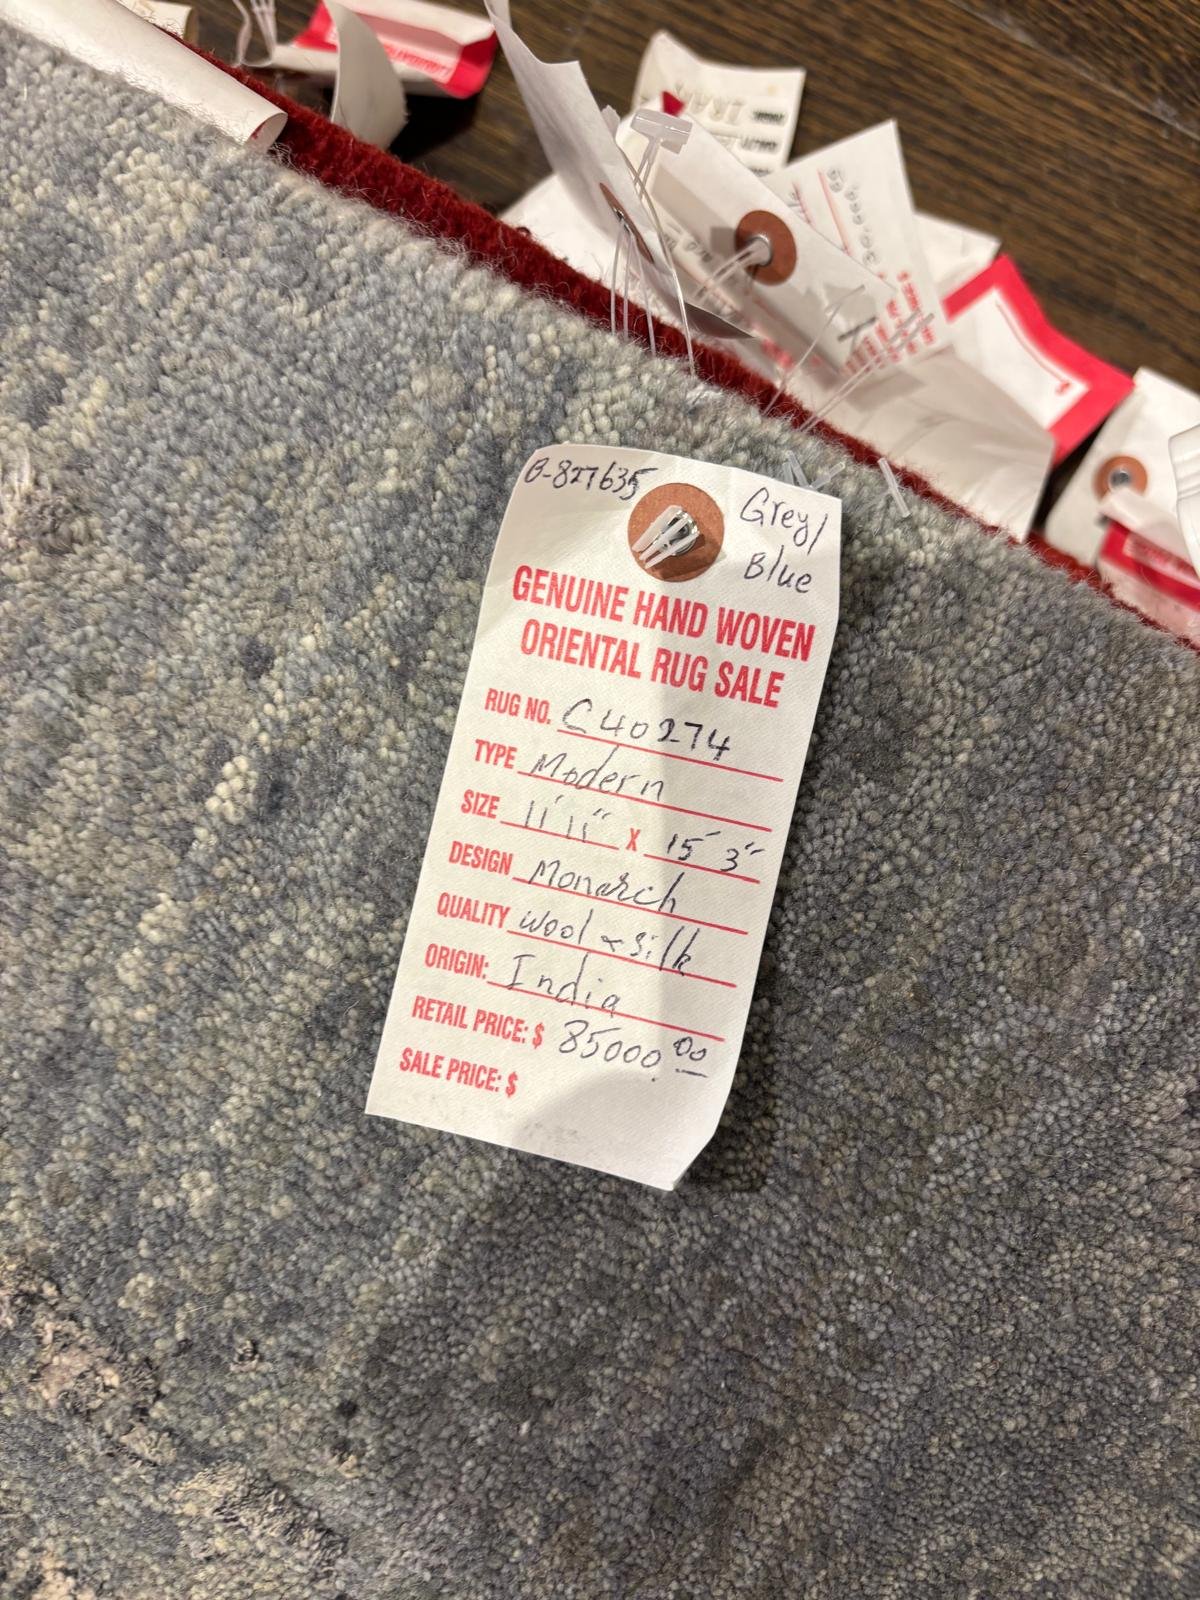 B-827635
Grey/
Blue
GENUINE HAND WOVEN
ORIENTAL RUG SALE
RUG NO. C40274
TYPE Modern
SIZE 11' 11" X 15' 3"
DESIGN Monarch
QUALITY wool & silk
ORIGIN: India
RETAIL PRICE: $ 85000.00
SALE PRICE: $
IRAN